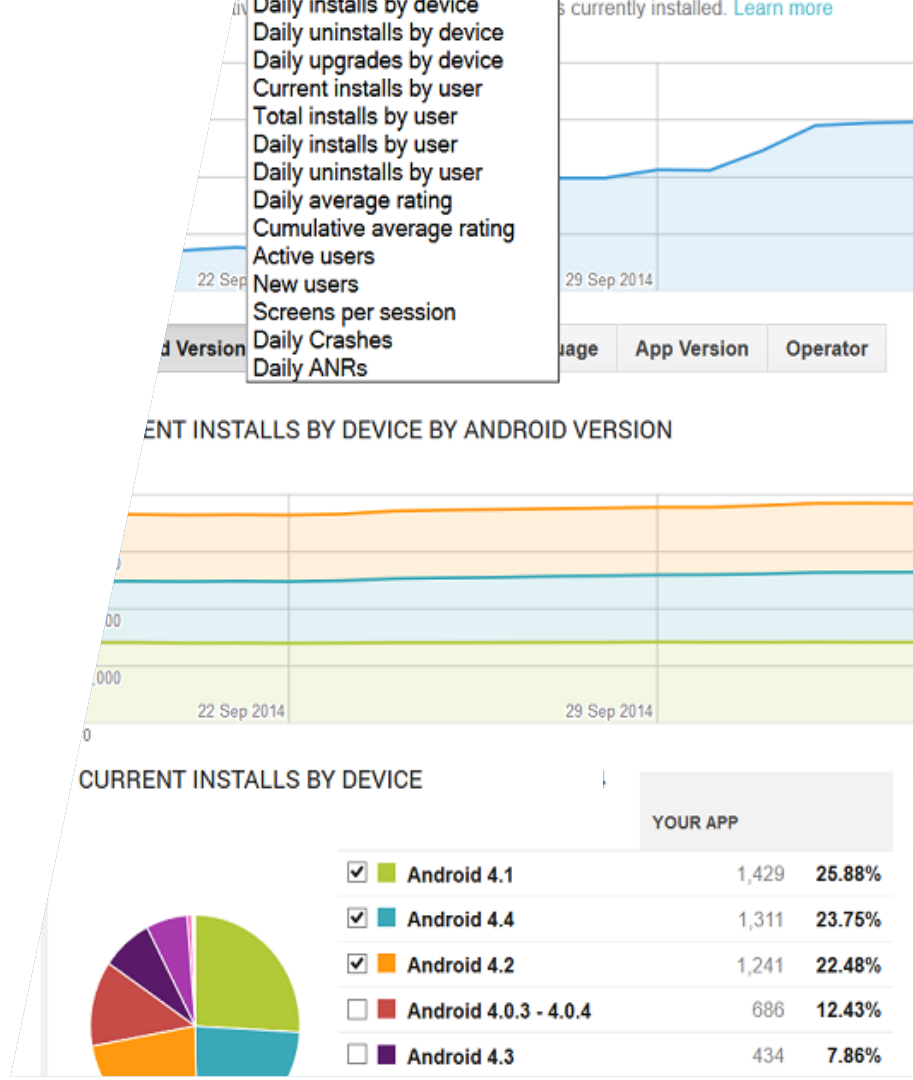 Daily installs by device
s currently installed. Learn more
Daily uninstalls by device
Daily upgrades by device
Current installs by user
Total installs by user
Daily installs by user
Daily uninstalls by user
Daily average rating
Cumulative average rating
Active users
22 Sep
29 Sep 2014
New users
Screens per session
Daily Crashes
d Version
uage
App Version
Operator
Daily ANRs
ENT INSTALLS BY DEVICE BY ANDROID VERSION
00
,000
22 Sep 2014
29 Sep 2014
0
CURRENT INSTALLS BY DEVICE
YOUR APP
Android 4.1 1,429 25.88%
Android 4.4 1,311 23.75%
Android 4.2 1,241 22.48%
Android 4.0.3 - 4.0.4 686 12.43%
Android 4.3 434 7.86%